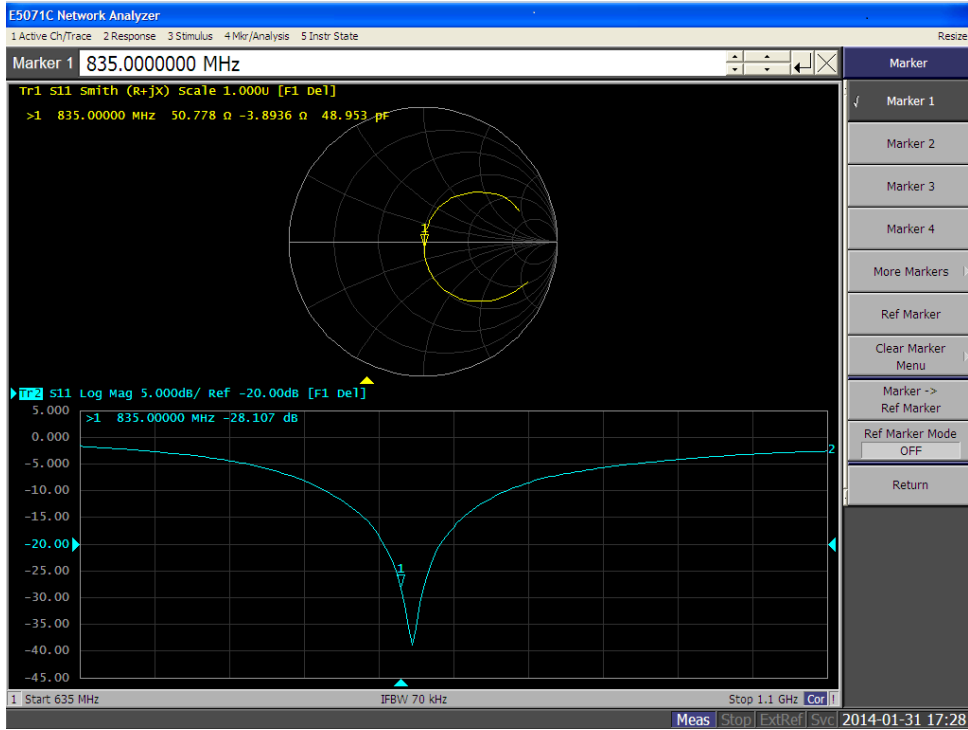 E5071C Network Analyzer
1 Active Ch/Trace 2 Response 3 Stimulus 4 Mkr/Analysis 5 Instr State Resize
Marker 1 835.0000000 MHz
Marker
Tr1 S11 Smith (R+jX) Scale 1.000U [F1 Del]
>1 835.00000 MHz 50.778 Ω -3.8936 Ω 48.953 pF
1
√ Marker 1
Marker 2
Marker 3
Marker 4
More Markers
Ref Marker
Clear Marker
Menu
Marker ->
Ref Marker
Ref Marker Mode
OFF
Return
Tr2 S11 Log Mag 5.000dB/ Ref -20.00dB [F1 Del]
>1 835.00000 MHz -28.107 dB
5.000
0.000
-5.000
-10.00
-15.00
-20.00
-25.00
-30.00
-35.00
-40.00
-45.00
2
1
1 Start 635 MHz IFBW 70 kHz Stop 1.1 GHz Cor !
Meas Stop ExtRef Svc 2014-01-31 17:28